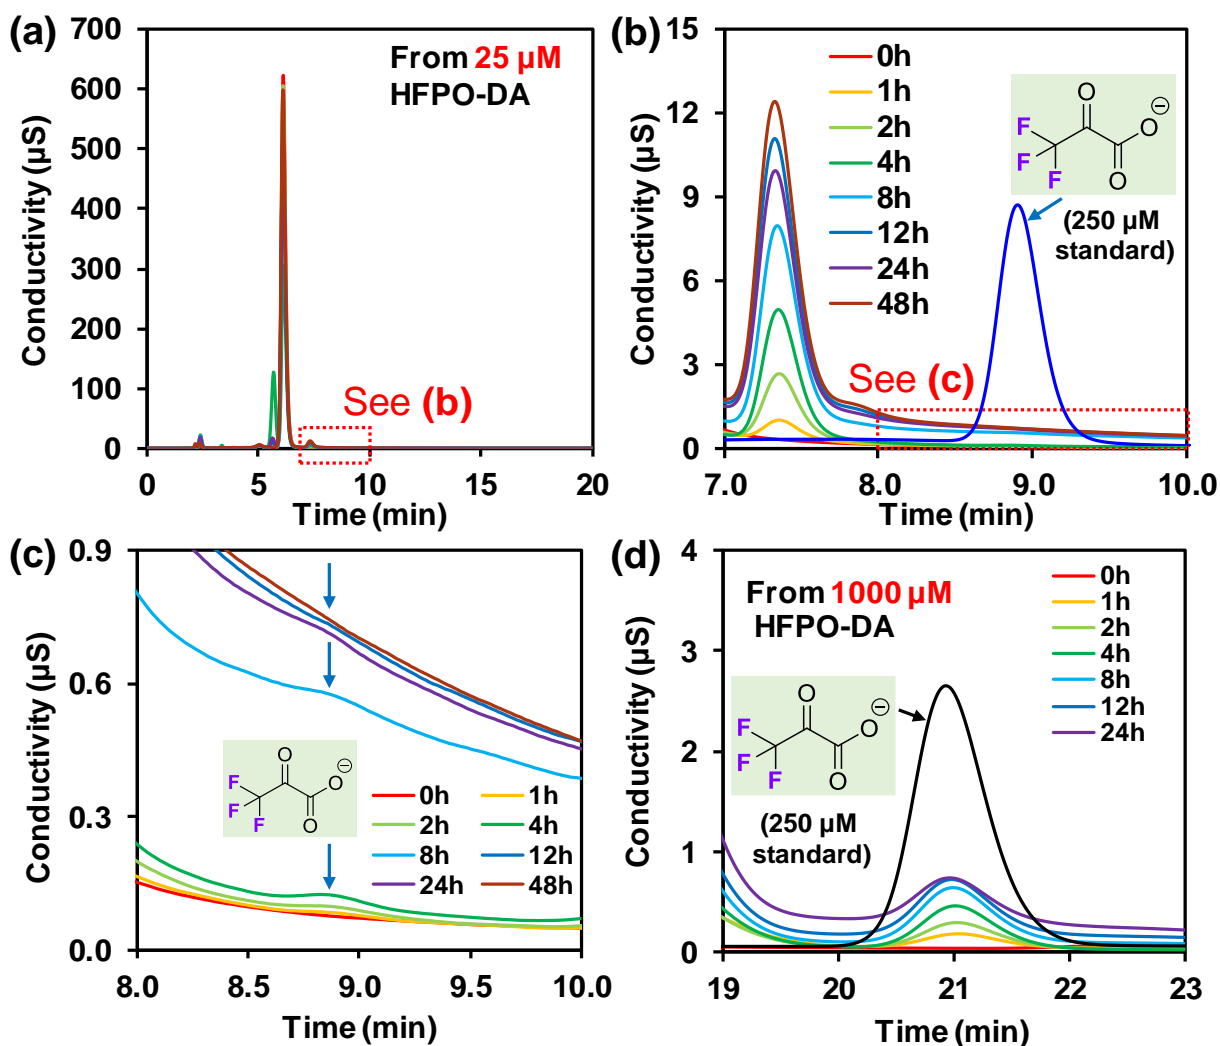 (a)
700
600
500
400
300
200
100
0
Conductivity (µS)
From 25 µM
HFPO-DA
See (b)
0 5 10 15 20
Time (min)
(b)
15
12
9
6
3
0
Conductivity (µS)
0h
1h
2h
4h
8h
12h
24h
48h
O
F
F
F
O
O
(250 µM
standard)
See (c)
7.0 8.0 9.0 10.0
Time (min)
(c)
0.9
0.6
0.3
0.0
Conductivity (µS)
O
F
F
F
O
O
0h 1h
2h 4h
8h 12h
24h 48h
8.0 8.5 9.0 9.5 10.0
Time (min)
(d)
4
3
2
1
0
Conductivity (µS)
From 1000 µM
HFPO-DA
O
F
F
F
O
O
(250 µM
standard)
0h
1h
2h
4h
8h
12h
24h
19 20 21 22 23
Time (min)